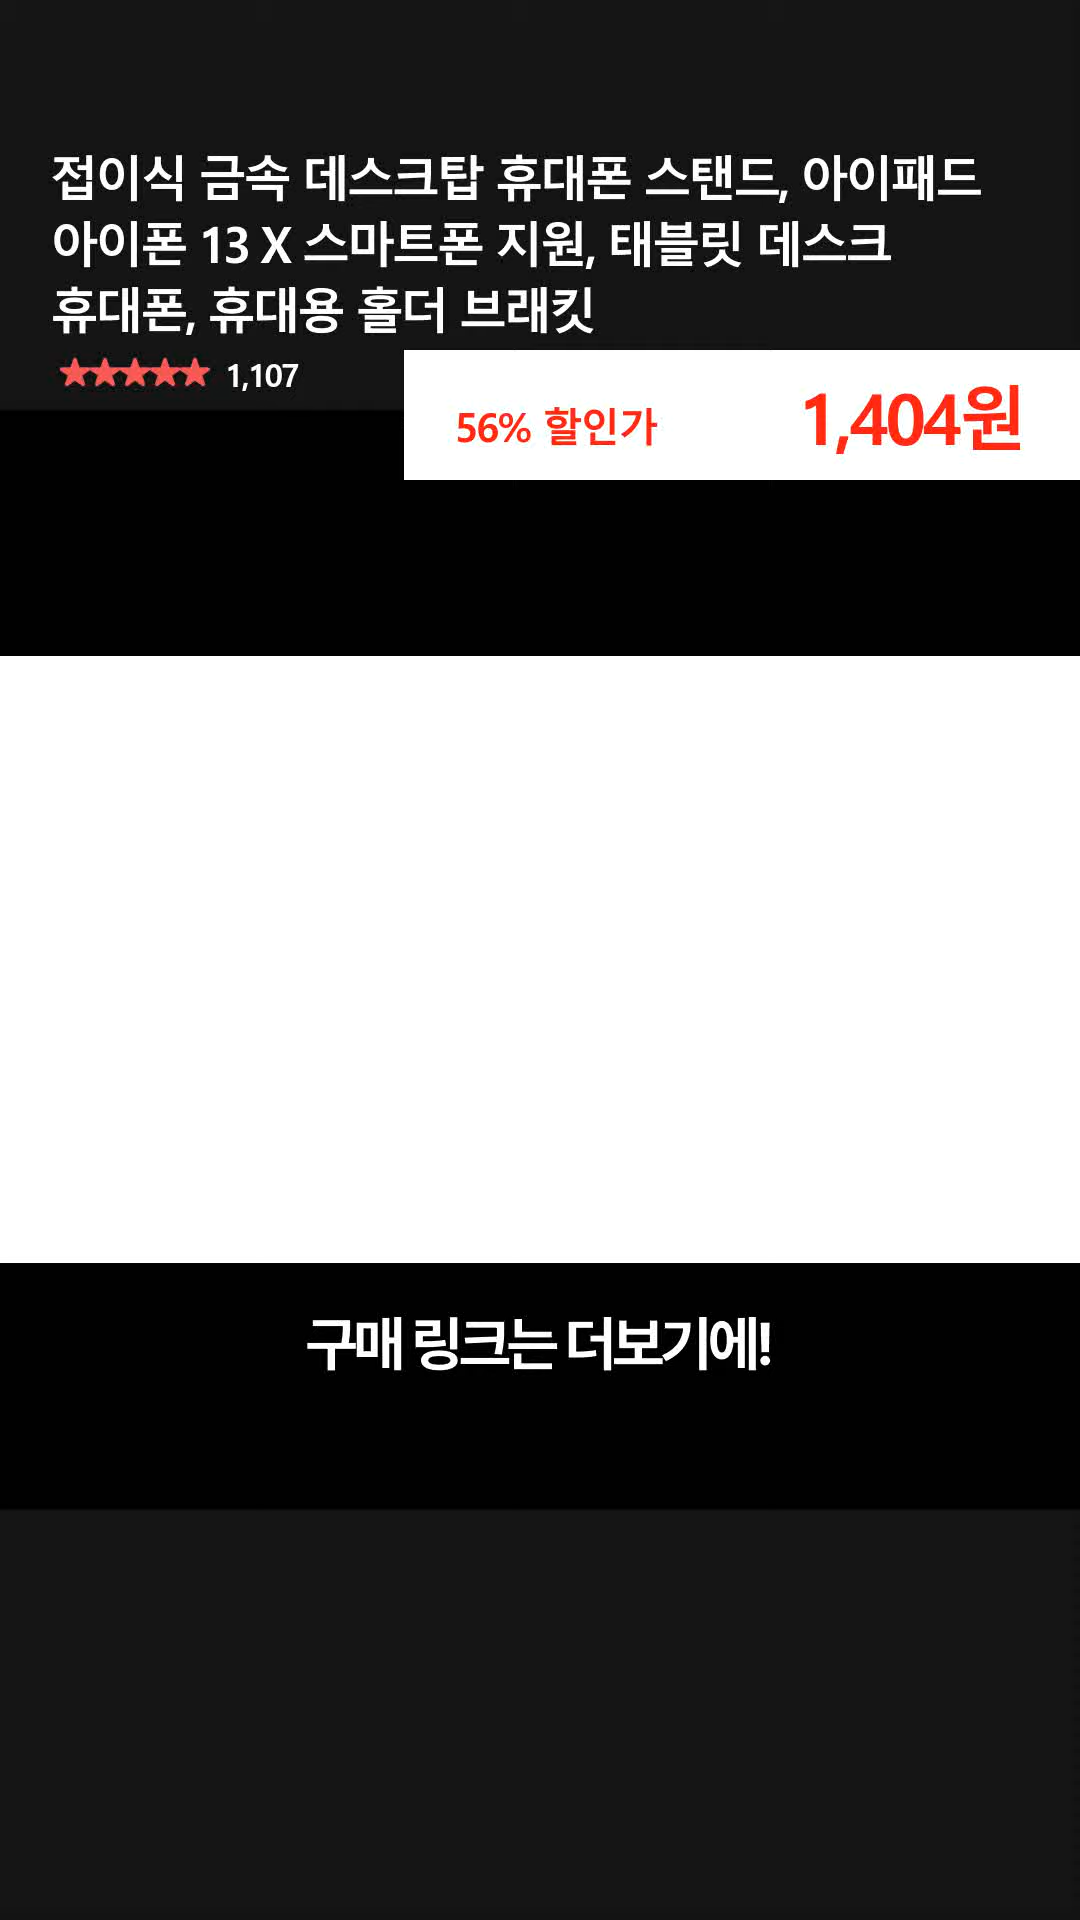 접이식 금속 데스크탑 휴대폰 스탠드, 아이패드
아이폰 13 X 스마트폰 지원, 태블릿 데스크
휴대폰, 휴대용 홀더 브래킷
★★★★★ 1,107
56% 할인가 1,404원
구매 링크는 더보기에!